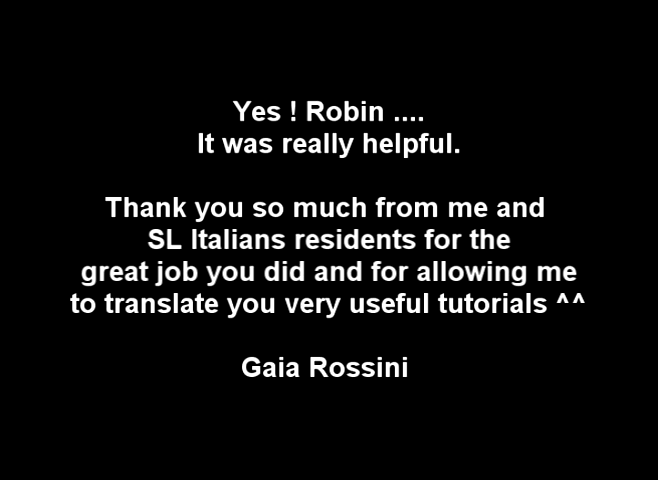 Yes ! Robin ....
It was really helpful.
Thank you so much from me and
SL Italians residents for the
great job you did and for allowing me
to translate you very useful tutorials ^^
Gaia Rossini